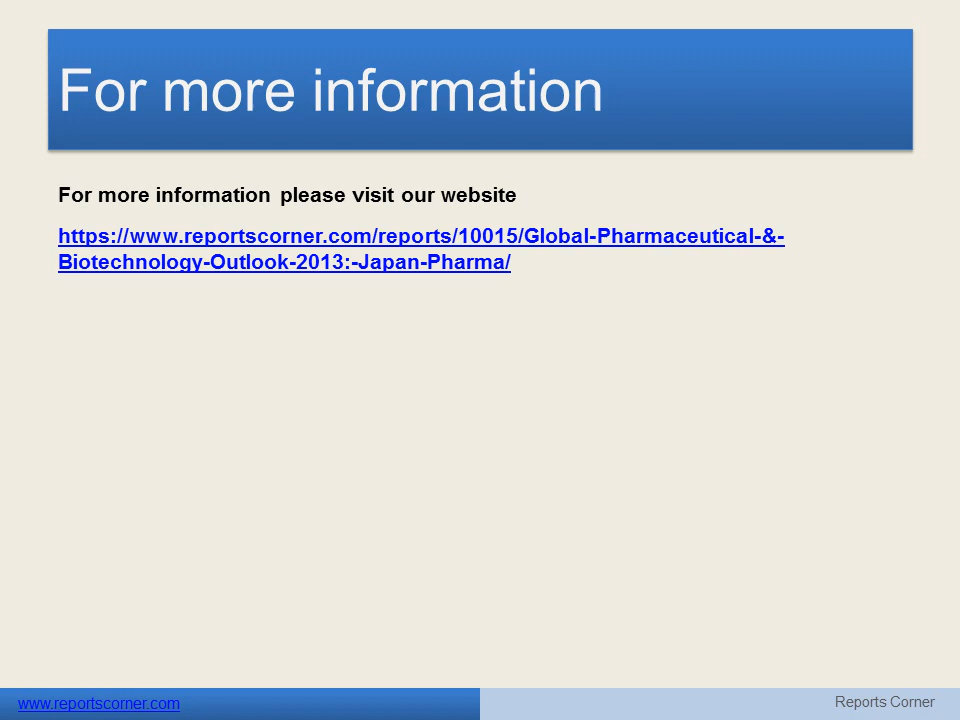 For more information
For more information please visit our website
https://www.reportscorner.com/reports/10015/Global-Pharmaceutical-&-
Biotechnology-Outlook-2013:-Japan-Pharma/
www.reportscorner.com
Reports Corner